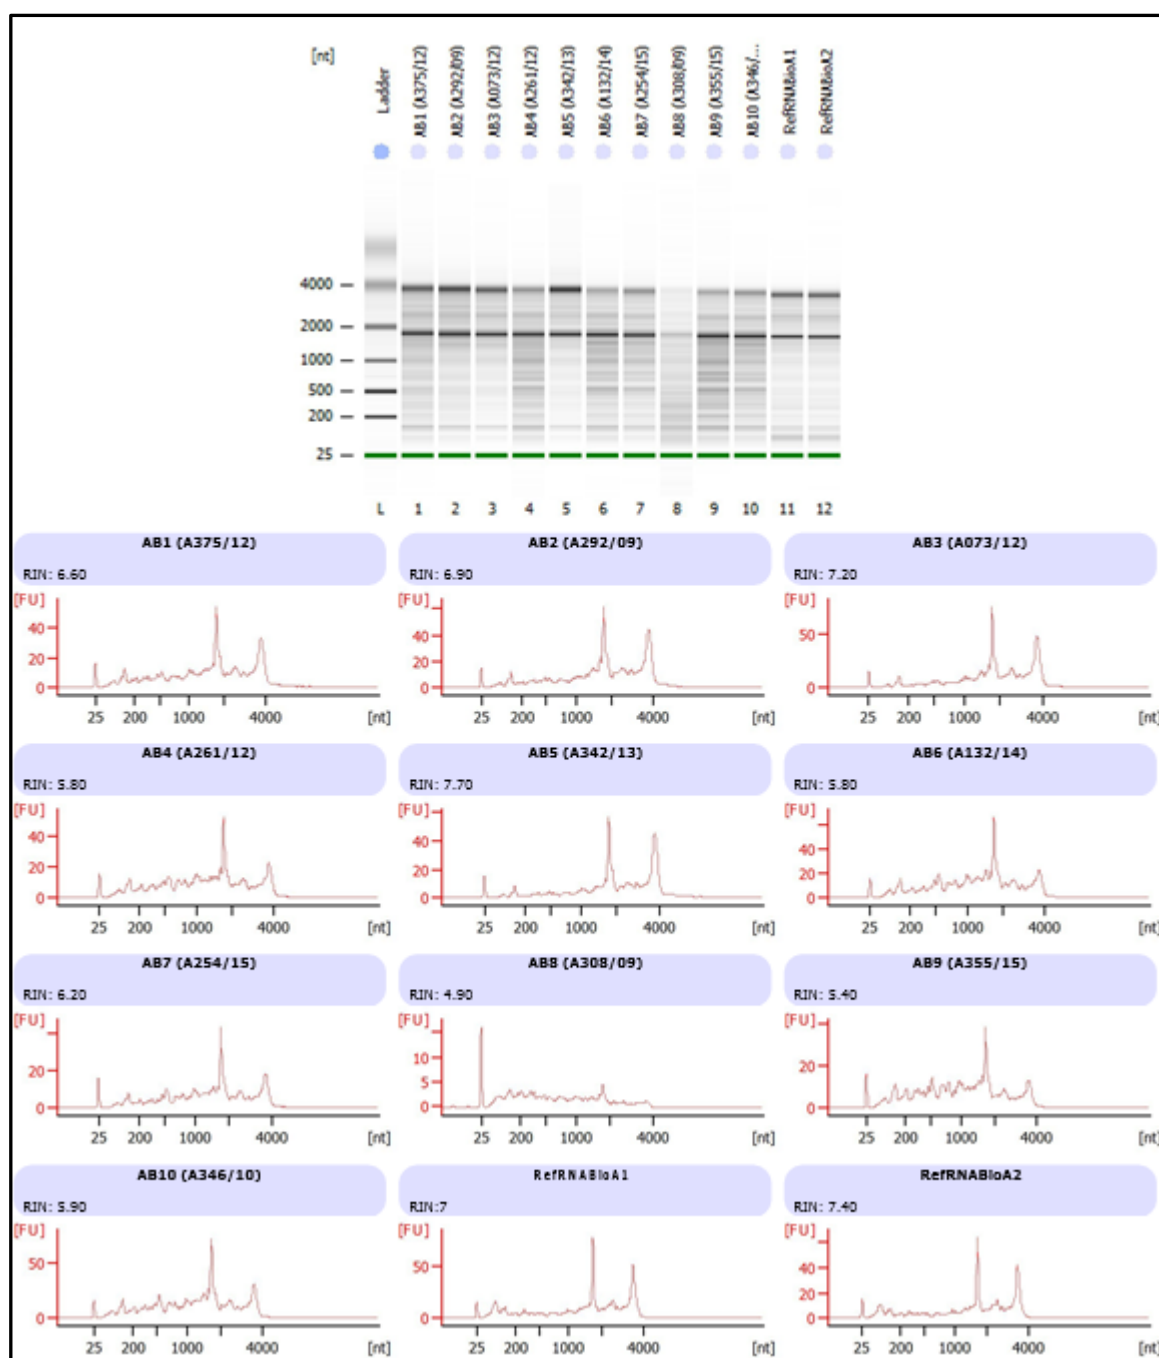 [nt]
Ladder
AB1 (A375/12)
AB2 (A292/09)
AB3 (A073/12)
AB4 (A261/12)
AB5 (A342/13)
AB6 (A132/14)
AB7 (A254/15)
AB8 (A308/09)
AB9 (A355/15)
AB10 (A346/...
RefRNABioA1
RefRNABioA2
4000
2000
1000
500
200
25
L 1 2 3 4 5 6 7 8 9 10 11 12
AB1 (A375/12)
RIN: 6.60
[FU]
40
20
0
25 200 1000 4000 [nt]
AB2 (A292/09)
RIN: 6.90
[FU]
40
20
0
25 200 1000 4000 [nt]
AB3 (A073/12)
RIN: 7.20
[FU]
50
0
25 200 1000 4000 [nt]
AB4 (A261/12)
RIN: 5.80
[FU]
40
20
0
25 200 1000 4000 [nt]
AB5 (A342/13)
RIN: 7.70
[FU]
40
20
0
25 200 1000 4000 [nt]
AB6 (A132/14)
RIN: 5.80
[FU]
40
20
0
25 200 1000 4000 [nt]
AB7 (A254/15)
RIN: 6.20
[FU]
20
0
25 200 1000 4000 [nt]
AB8 (A308/09)
RIN: 4.90
[FU]
10
5
0
25 200 1000 4000 [nt]
AB9 (A355/15)
RIN: 5.40
[FU]
20
0
25 200 1000 4000 [nt]
AB10 (A346/10)
RIN: 5.90
[FU]
50
0
25 200 1000 4000 [nt]
RefRNABioA1
RIN:7
[FU]
50
0
25 200 1000 4000 [nt]
RefRNABioA2
RIN: 7.40
[FU]
40
20
0
25 200 1000 4000 [nt]